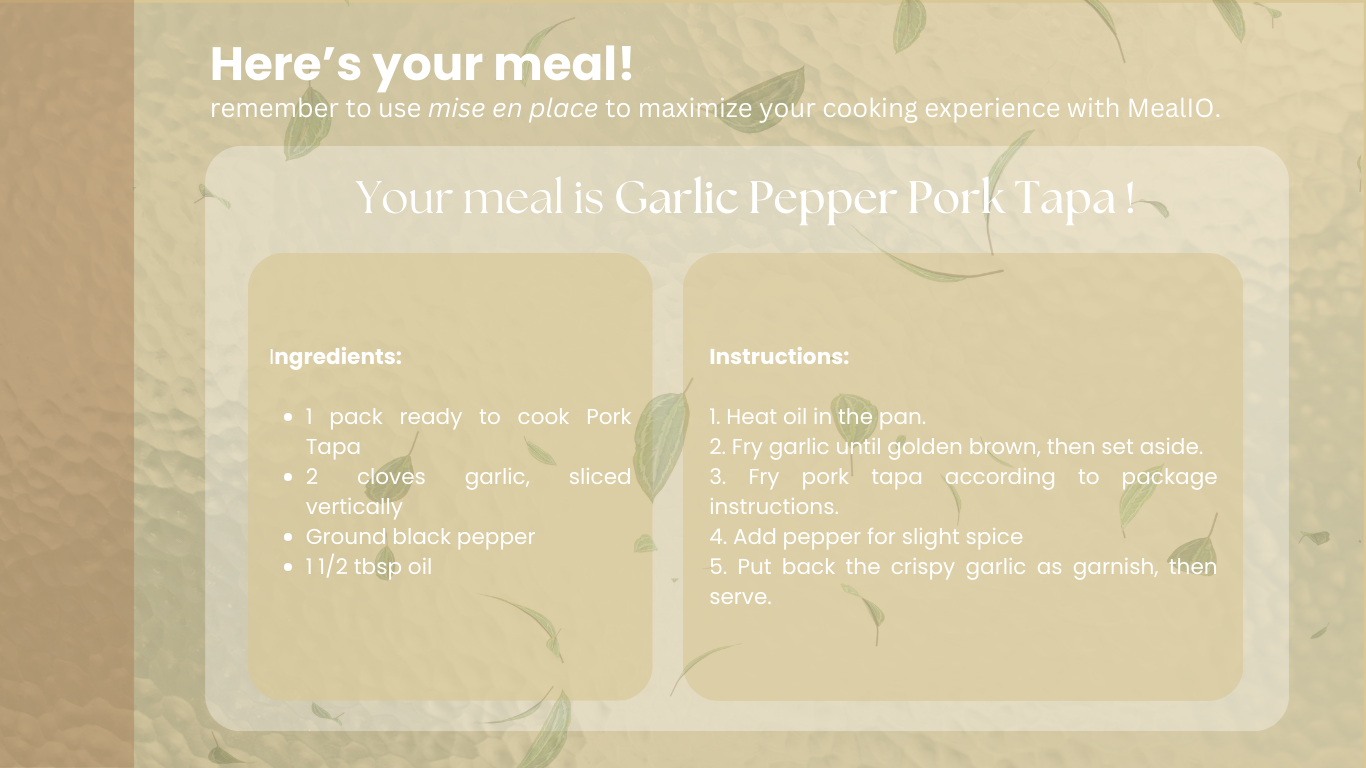 Here's your meal!
remember to use mise en place to maximize your cooking experience with MealIO.
Your meal is Garlic Pepper Pork Tapa !
Ingredients:
• 1 pack ready to cook Pork
Tapa
• 2 cloves garlic, sliced
vertically
• Ground black pepper
• 1 1/2 tbsp oil
Instructions:
1. Heat oil in the pan.
2. Fry garlic until golden brown, then set aside.
3. Fry pork tapa according to package
instructions.
4. Add pepper for slight spice
5. Put back the crispy garlic as garnish, then
serve.